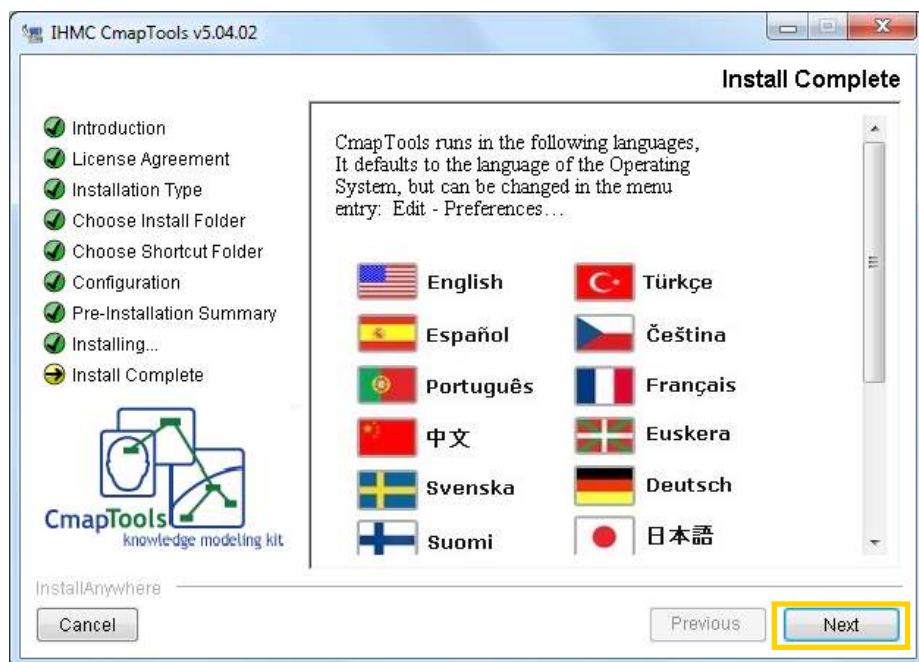 IHMC CmapTools v5.04.02
Install Complete
Introduction
License Agreement
Installation Type
Choose Install Folder
Choose Shortcut Folder
Configuration
Pre-Installation Summary
Installing...
Install Complete
CmapTools
knowledge modeling kit
CmapTools runs in the following languages,
It defaults to the language of the Operating
System, but can be changed in the menu
entry: Edit - Preferences...
English Türkçe
Español Čeština
Português Français
中文 Euskera
Svenska Deutsch
Suomi 日本語
InstallAnywhere
Cancel Previous Next